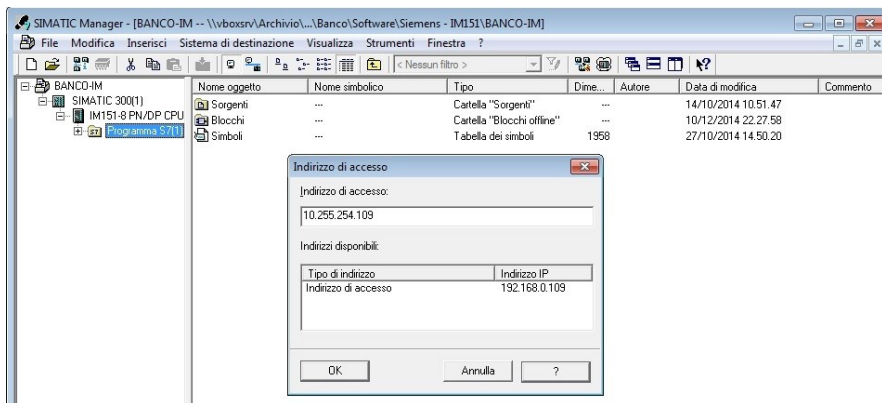 SIMATIC Manager - [BANCO-IM -- \\vboxsrv\Archivio\...\Banco\Software\Siemens - IM151\BANCO-IM]
File Modifica Inserisci Sistema di destinazione Visualizza Strumenti Finestra ?
< Nessun filtro >
BANCO-IM
SIMATIC 300(1)
IM151-8 PN/DP CPU
Programma S7(1)
Nome oggetto Nome simbolico Tipo Dime... Autore Data di modifica Commento
Sorgenti --- Cartella "Sorgenti" --- 14/10/2014 10.51.47
Blocchi --- Cartella "Blocchi offline" --- 10/12/2014 22.27.58
Simboli --- Tabella dei simboli 1958 27/10/2014 14.50.20
Indirizzo di accesso
Indirizzo di accesso:
10.255.254.109
Indirizzi disponibili:
Tipo di indirizzo Indirizzo IP
Indirizzo di accesso 192.168.0.109
OK Annulla ?